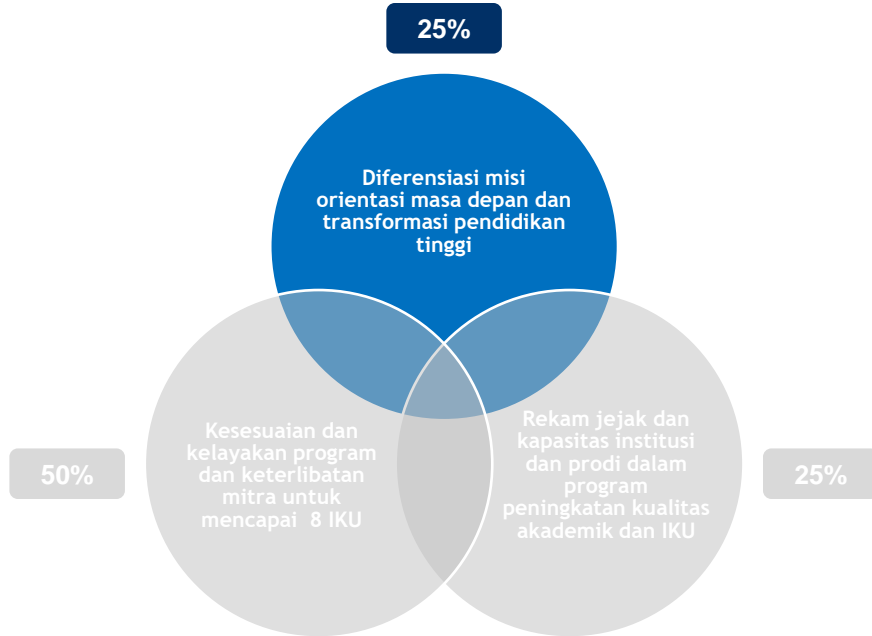 25%
Diferensiasi misi
orientasi masa depan dan
transformasi pendidikan
tinggi
Kesesuaian dan
kelayakan program
dan keterlibatan
mitra untuk
mencapai 8 IKU
50%
Rekam jejak dan
kapasitas institusi
dan prodi dalam
program
peningkatan kualitas
akademik dan IKU
25%